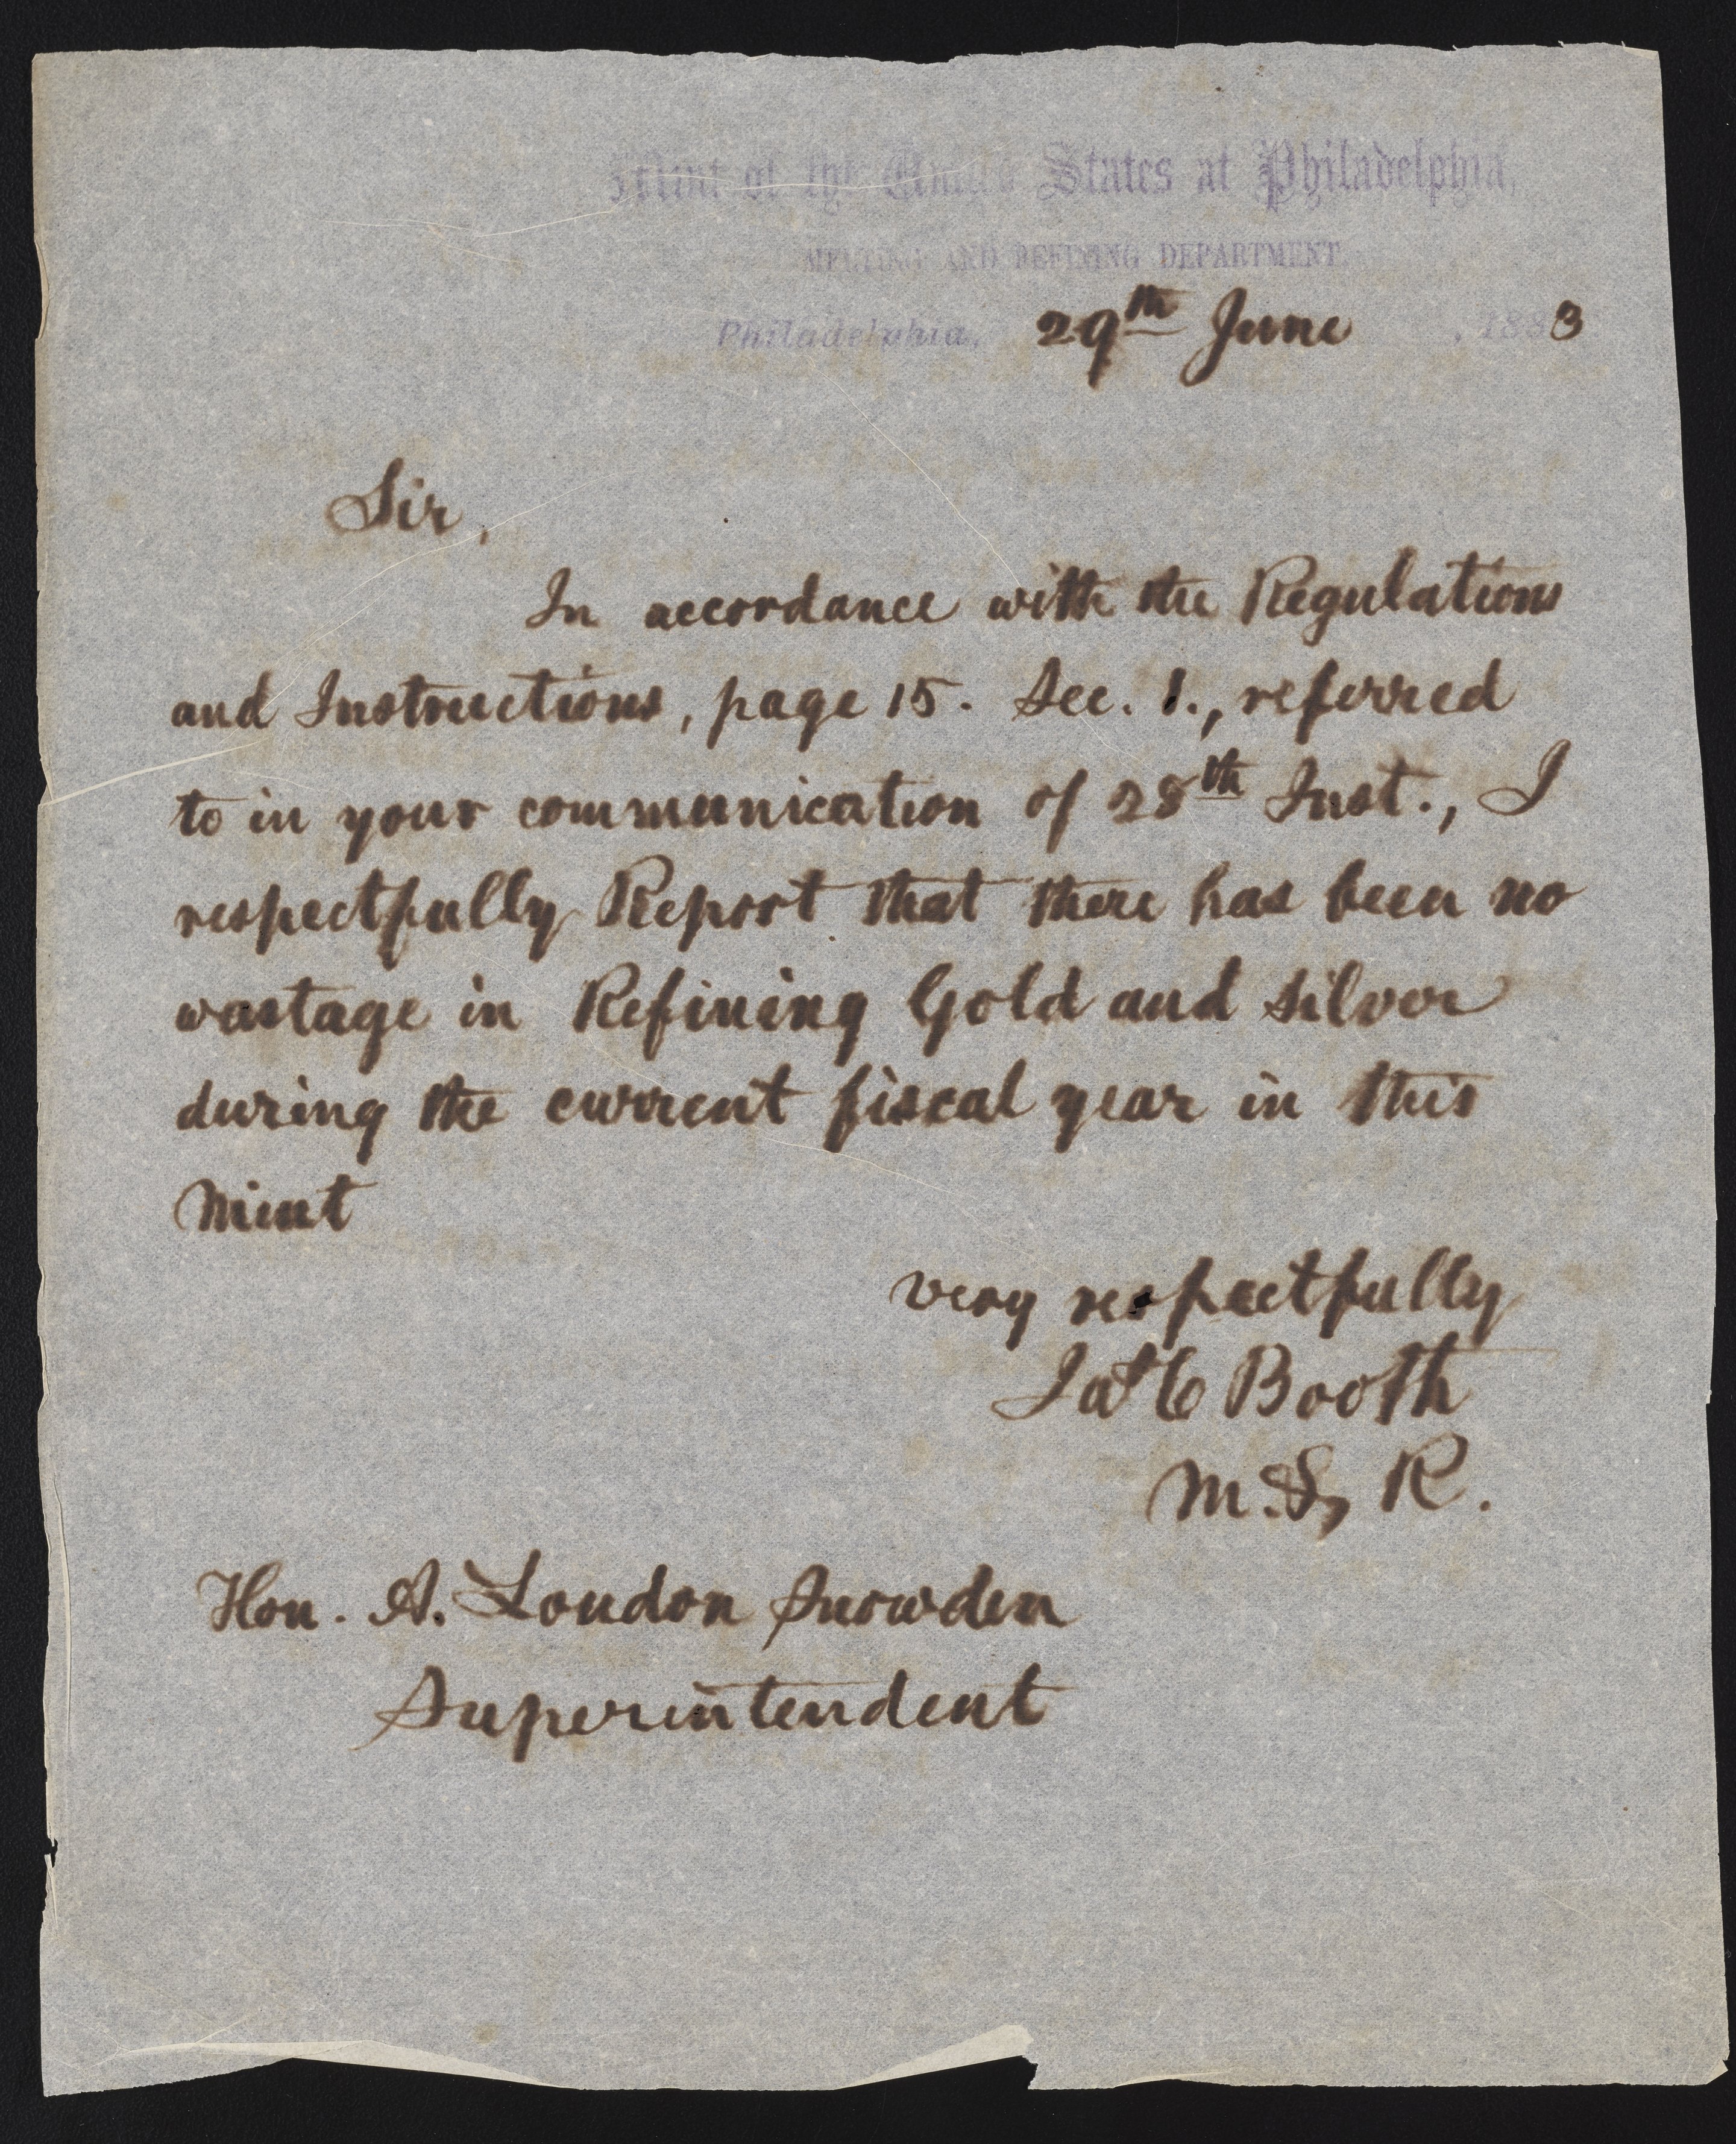 Mint of the United States at Philadelphia,
MELTING AND REFINING DEPARTMENT.
Philadelphia, 29th June, 1883
Sir,
In accordance with the Regulations
and Instructions, page 15. Sec. 1., referred
to in your communication of 28th Inst., I
respectfully Report that there has been no
wastage in Refining Gold and silver
during the current fiscal year in this
Mint
very respectfully
Jas C Booth
M. & R.
Hon. A. Loudon Snowden
Superintendent